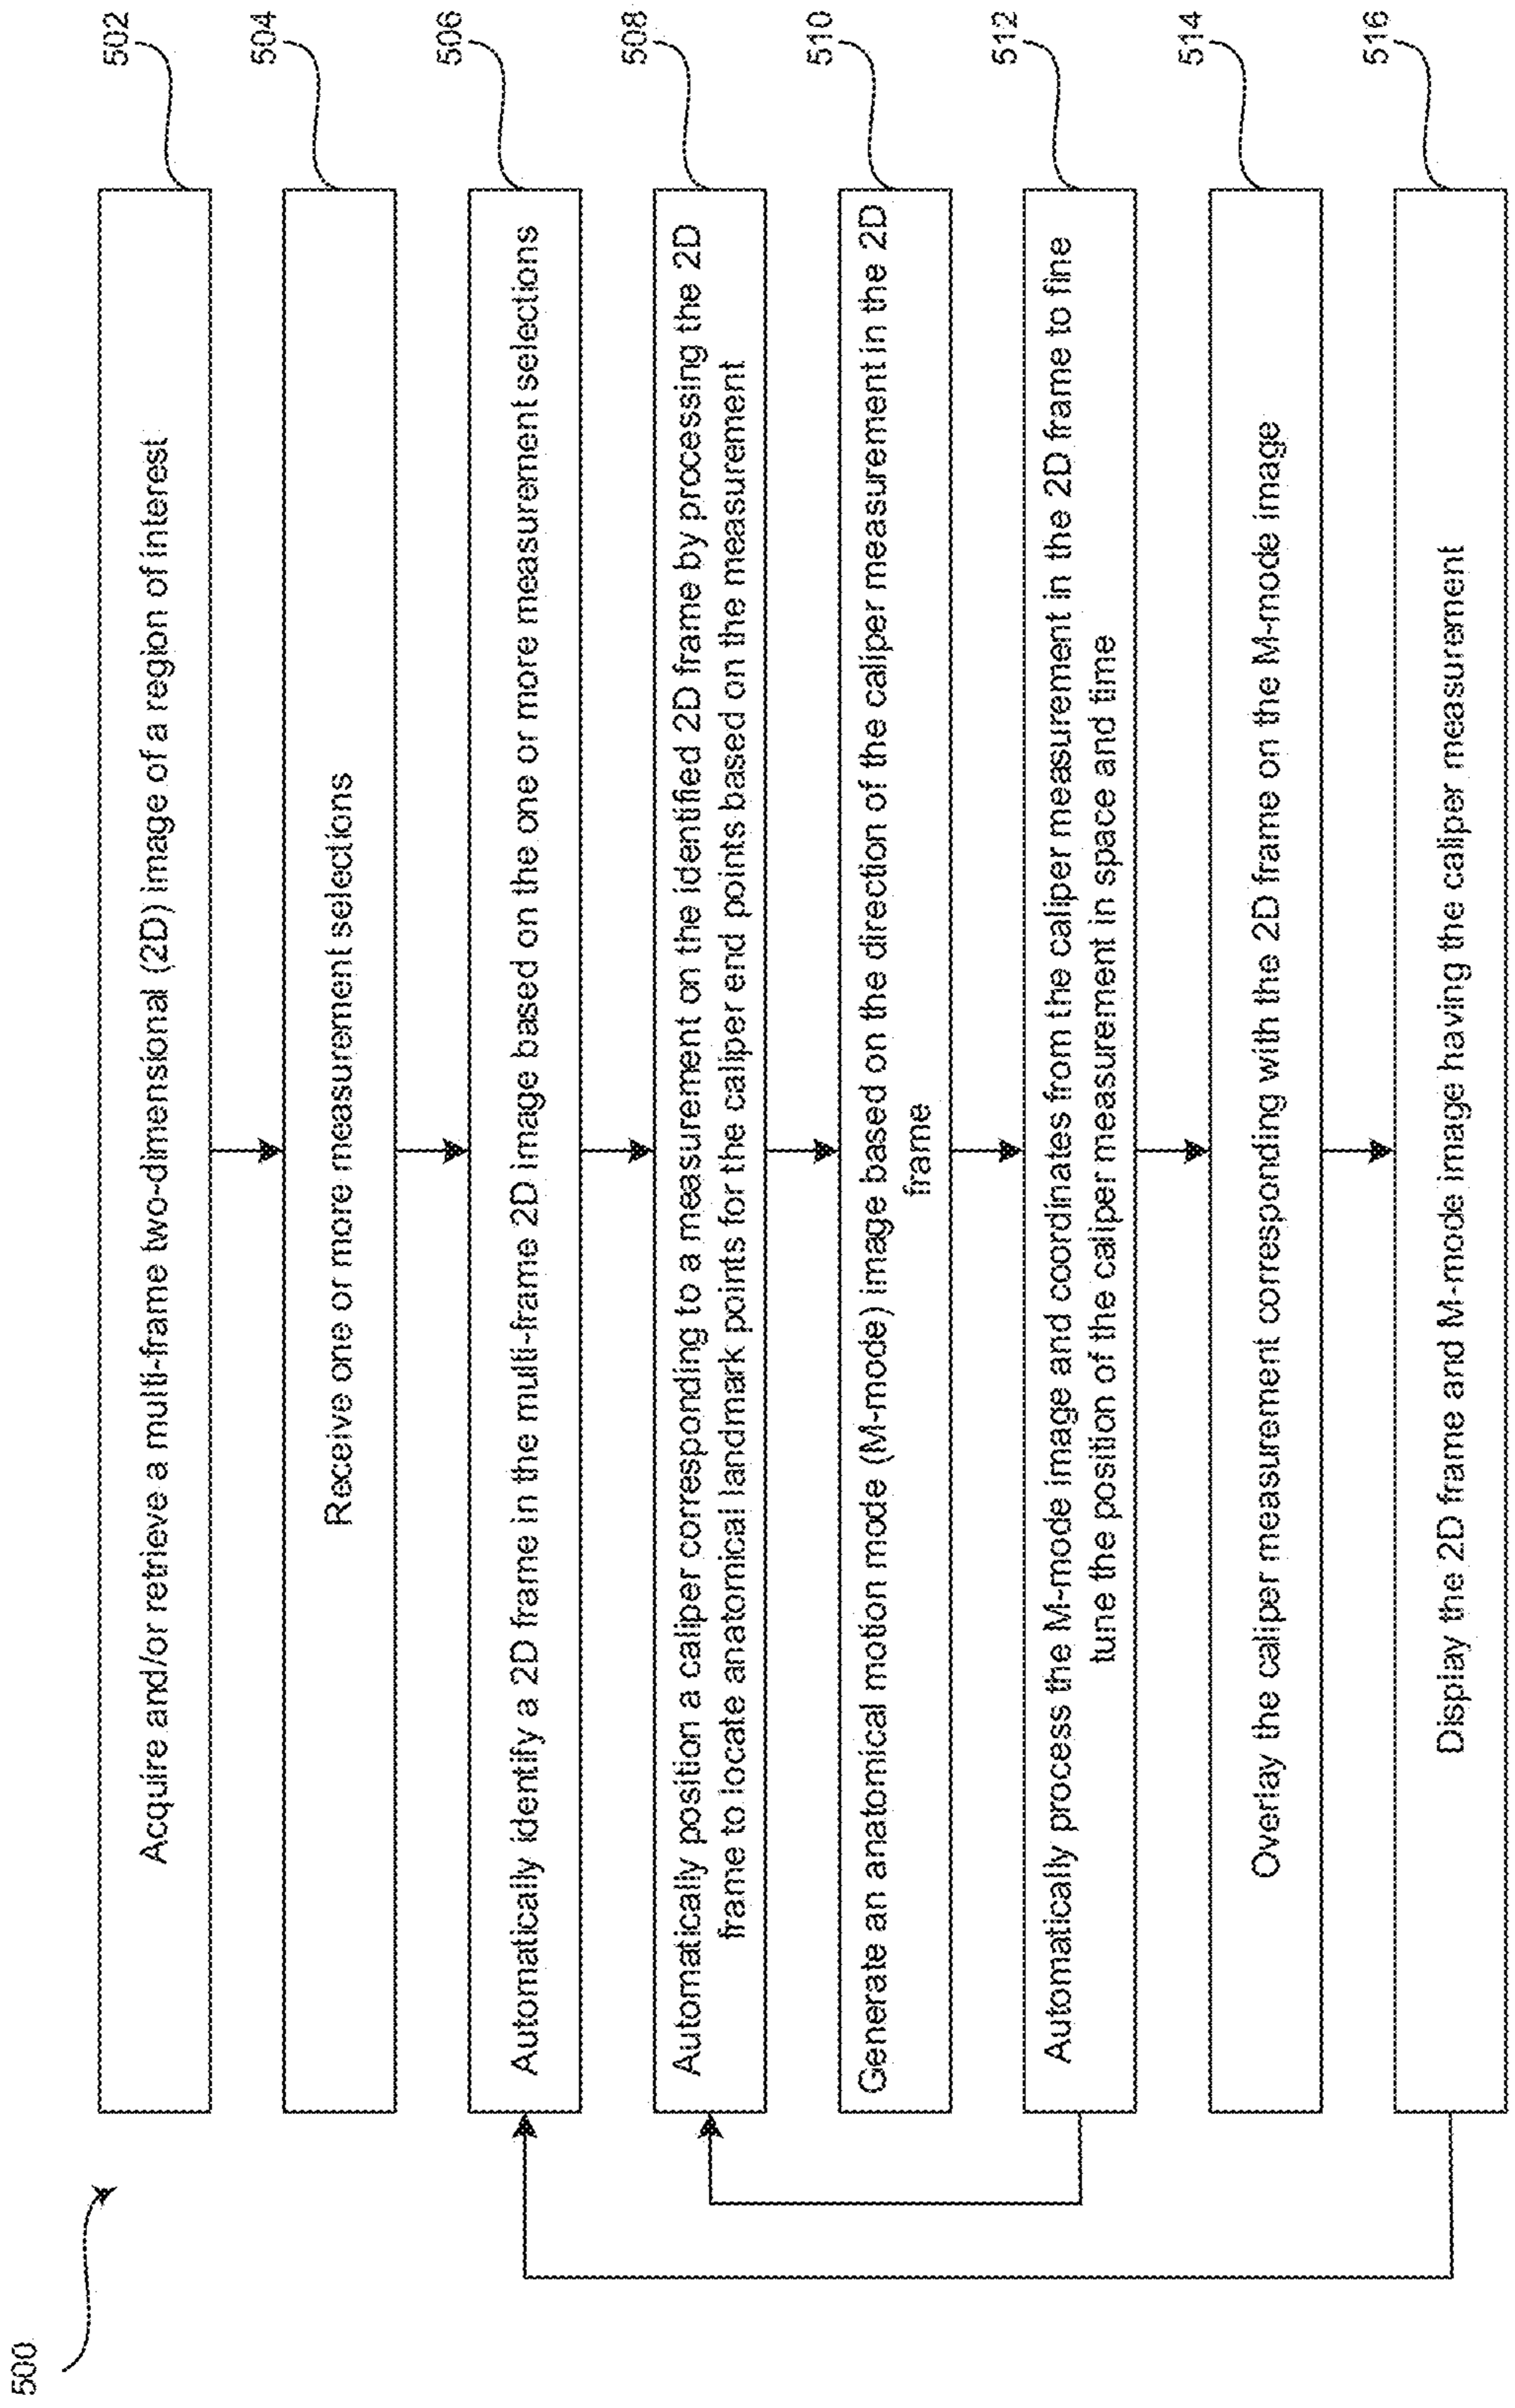 500
502
Acquire and/or retrieve a multi-frame two-dimensional (2D) image of a region of interest
504
Receive one or more measurement selections
506
Automatically identify a 2D frame in the multi-frame 2D image based on the one or more measurement selections
508
Automatically position a caliper corresponding to a measurement on the identified 2D frame by processing the 2D
frame to locate anatomical landmark points for the caliper end points based on the measurement
510
Generate an anatomical motion mode (M-mode) image based on the direction of the caliper measurement in the 2D
frame
512
Automatically process the M-mode image and coordinates from the caliper measurement in the 2D frame to fine
tune the position of the caliper measurement in space and time
514
Overlay the caliper measurement corresponding with the 2D frame on the M-mode image
516
Display the 2D frame and M-mode image having the caliper measurement